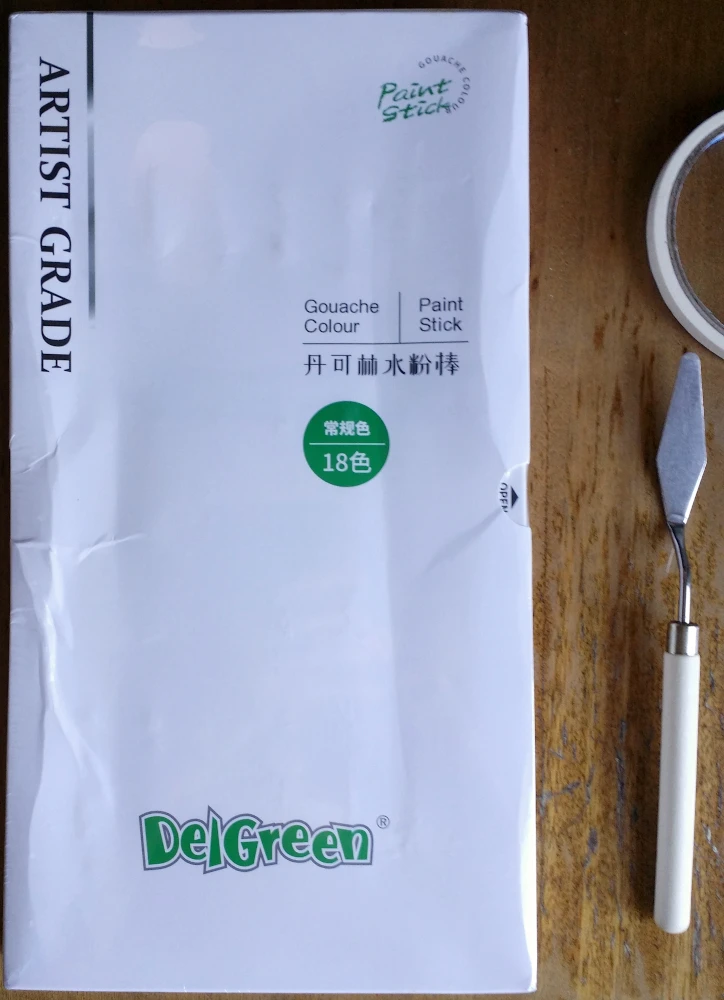 ARTIST GRADE
GOUACHE COLOUR
Paint
Stick
Gouache
Colour
Paint
Stick
丹可林水粉棒
常规色
18色
OPEN
DelGreen®